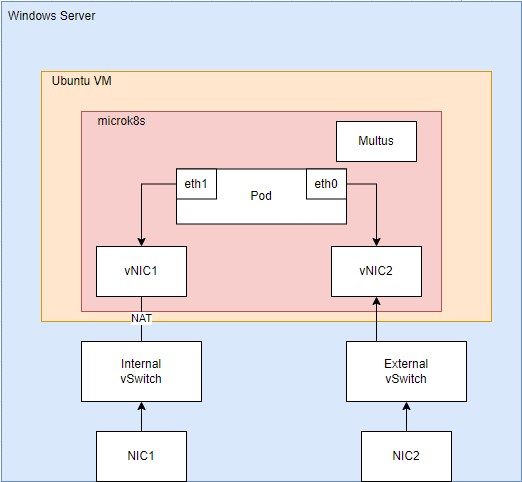 Windows Server
Ubuntu VM
microk8s
Multus
eth1
Pod
eth0
vNIC1
vNIC2
NAT
Internal
vSwitch
External
vSwitch
NIC1
NIC2